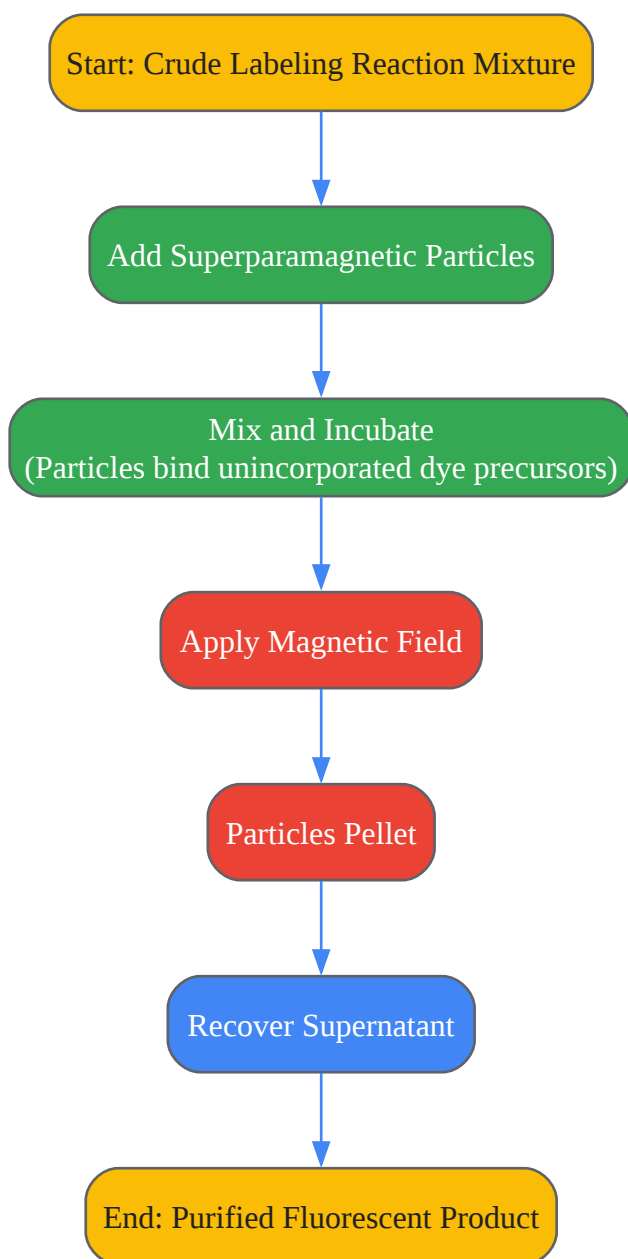 Start: Crude Labeling Reaction Mixture
Add Superparamagnetic Particles
Mix and Incubate
(Particles bind unincorporated dye precursors)
Apply Magnetic Field
Particles Pellet
Recover Supernatant
End: Purified Fluorescent Product